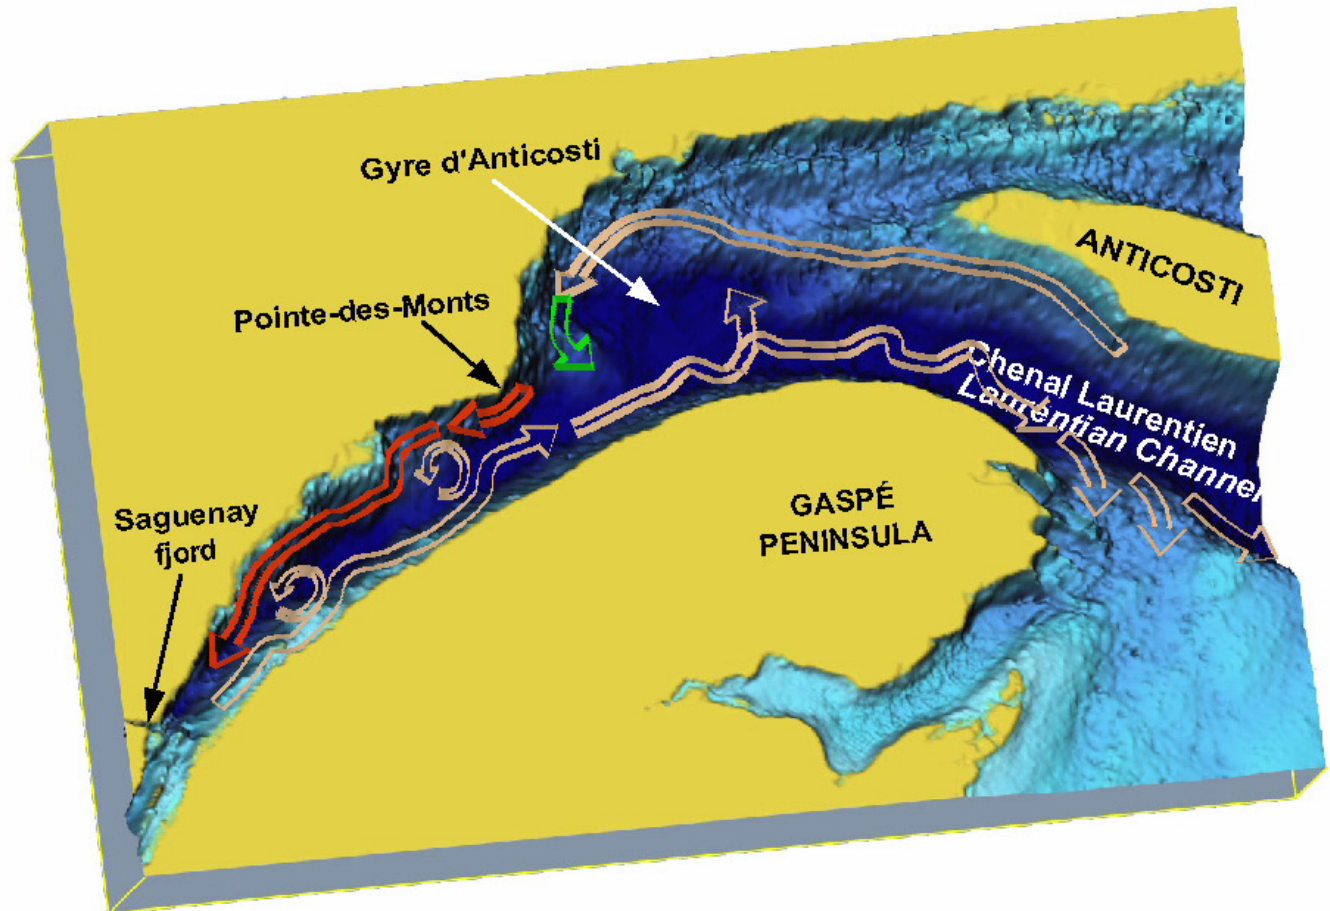 Gyre d'Anticosti
ANTICOSTI
Pointe-des-Monts
Chenal Laurentien
Laurentian Channel
Saguenay
fjord
GASPÉ
PENINSULA